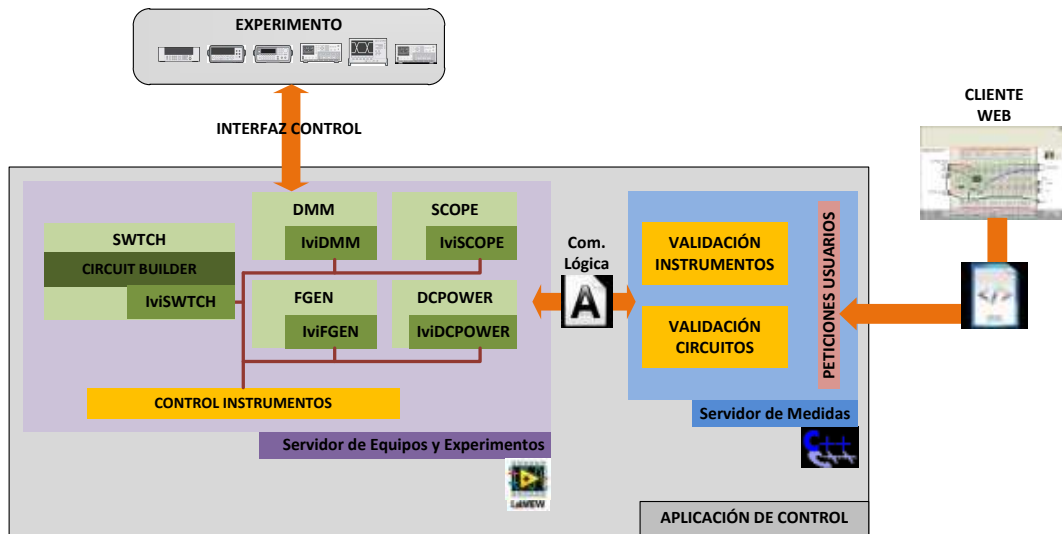 EXPERIMENTO
INTERFAZ CONTROL
CLIENTE
WEB
DMM
IviDMM
SCOPE
IviSCOPE
SWTCH
CIRCUIT BUILDER
IviSWTCH
FGEN
IviFGEN
DCPOWER
IviDCPOWER
CONTROL INSTRUMENTOS
Servidor de Equipos y Experimentos
LabVIEW
Com.
Lógica
A
VALIDACIÓN
INSTRUMENTOS
VALIDACIÓN
CIRCUITOS
PETICIONES USUARIOS
</>
Servidor de Medidas
C++
APLICACIÓN DE CONTROL